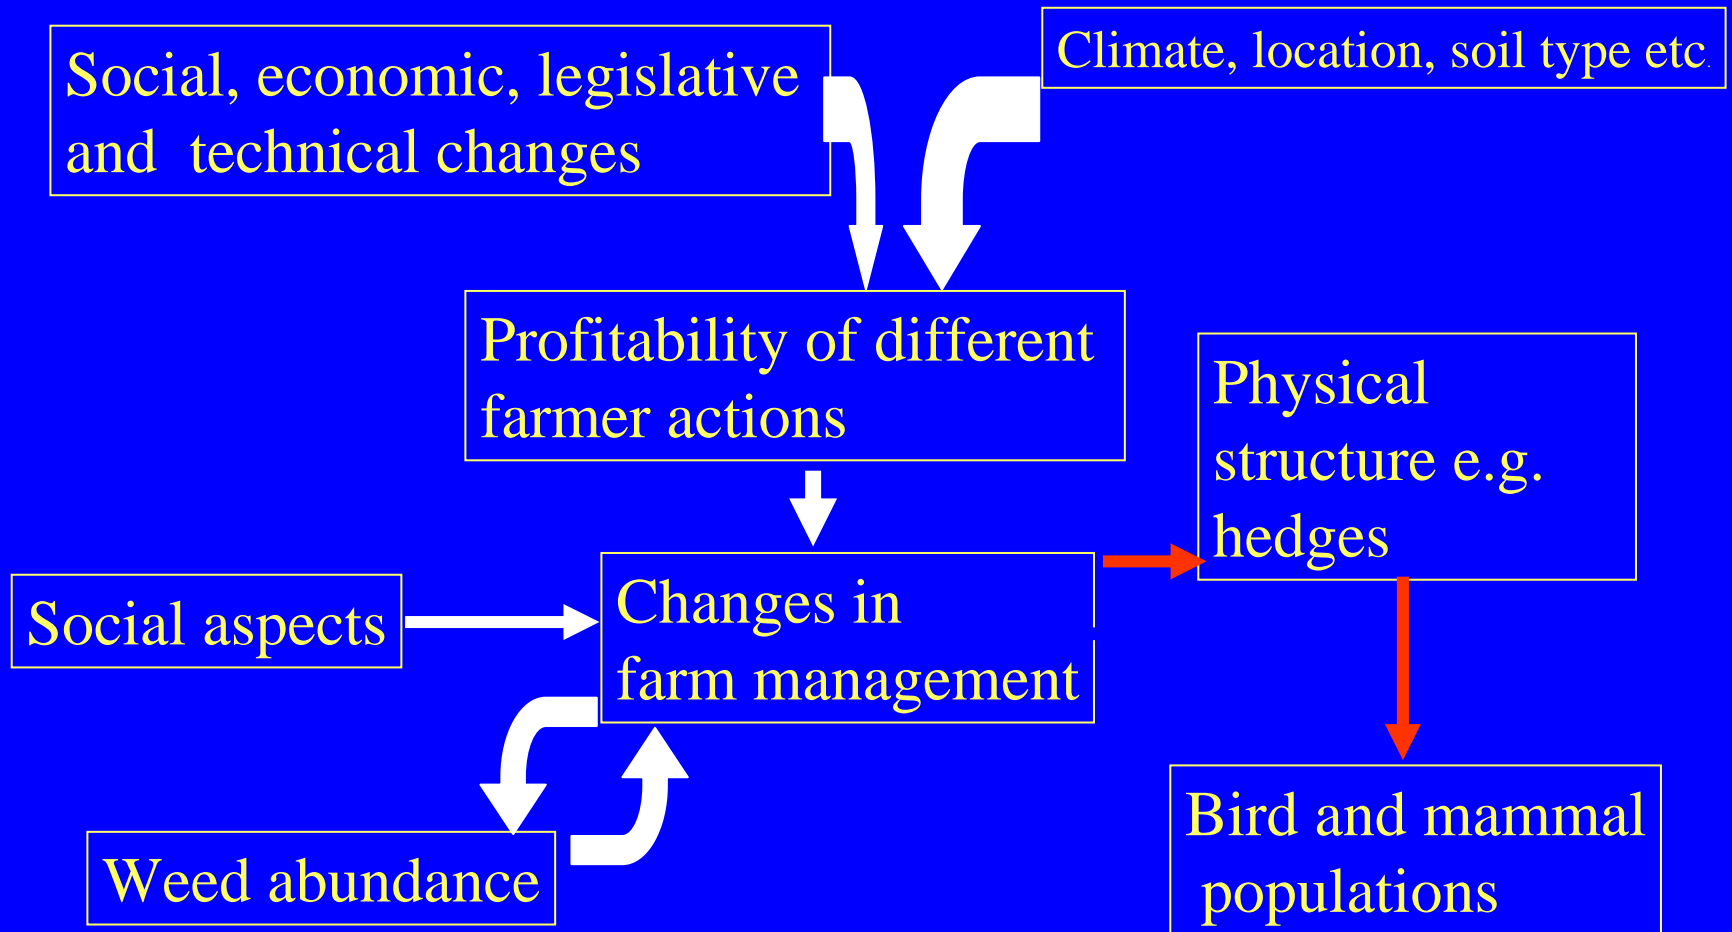 Social, economic, legislative
and technical changes
Climate, location, soil type etc.
Profitability of different
farmer actions
Physical
structure e.g.
hedges
Social aspects
Changes in
farm management
Weed abundance
Bird and mammal
populations